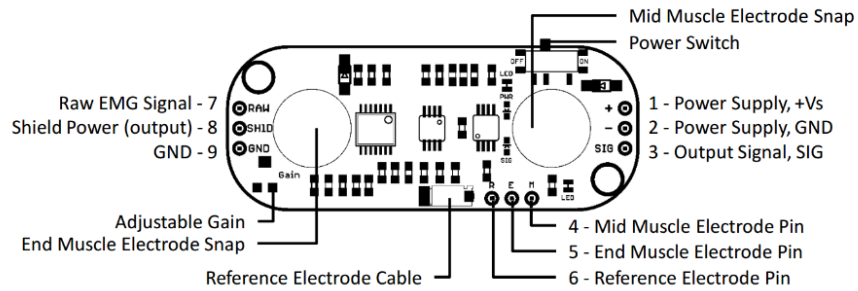 Mid Muscle Electrode Snap
Power Switch
OFF
ON
LED
PWR
Raw EMG Signal - 7
RAW
+
1 - Power Supply, +Vs
Shield Power (output) - 8
SHID
-
2 - Power Supply, GND
GND - 9
GND
SIG
3 - Output Signal, SIG
SIG
Gain
R E M
LED
Adjustable Gain
4 - Mid Muscle Electrode Pin
End Muscle Electrode Snap
5 - End Muscle Electrode Pin
Reference Electrode Cable
6 - Reference Electrode Pin